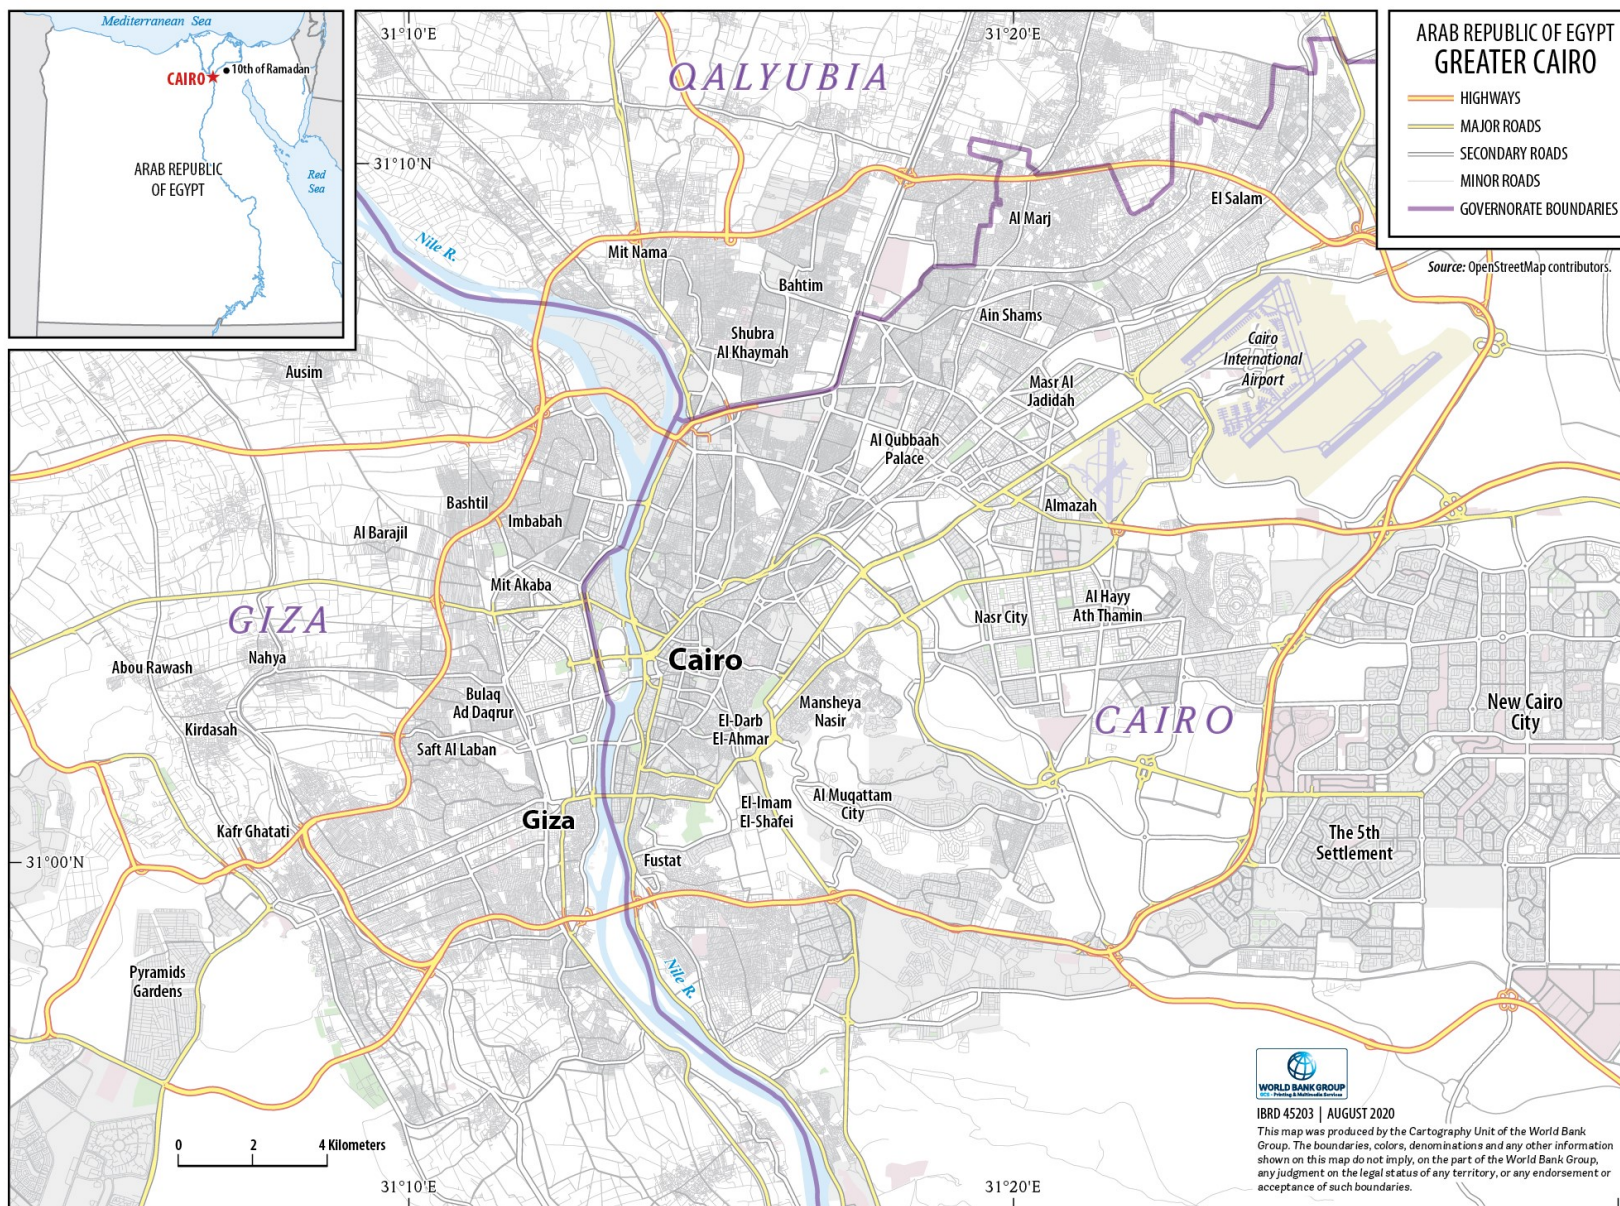 Mediterranean Sea
CAIRO
10th of Ramadan
ARAB REPUBLIC
OF EGYPT
Red
Sea
31°10'E
31°20'E
QALYUBIA
ARAB REPUBLIC OF EGYPT
GREATER CAIRO
HIGHWAYS
MAJOR ROADS
SECONDARY ROADS
MINOR ROADS
GOVERNORATE BOUNDARIES
Source: OpenStreetMap contributors.
31°10'N
El Salam
Al Marj
Nile R.
Mit Nama
Bahtim
Ain Shams
Shubra
Al Khaymah
Cairo
International
Airport
Ausim
Masr Al
Jadidah
Al Qubbaah
Palace
Bashtil
Imbabah
Almazah
Al Barajil
Mit Akaba
Al Hayy
Ath Thamin
Nasr City
GIZA
Nahya
Abou Rawash
Cairo
Bulaq
Ad Daqrur
Mansheya
Nasir
New Cairo
City
Kirdasah
El-Darb
El-Ahmar
CAIRO
Saft Al Laban
El-Imam
El-Shafei
Al Muqattam
City
Giza
Kafr Ghatati
The 5th
Settlement
31°00'N
Fustat
Pyramids
Gardens
Nile R.
WORLD BANK GROUP
GCS - Printing & Multimedia Services
IBRD 45203 | AUGUST 2020
This map was produced by the Cartography Unit of the World Bank
Group. The boundaries, colors, denominations and any other information
shown on this map do not imply, on the part of the World Bank Group,
any judgment on the legal status of any territory, or any endorsement or
acceptance of such boundaries.
0 2 4 Kilometers
31°10'E
31°20'E